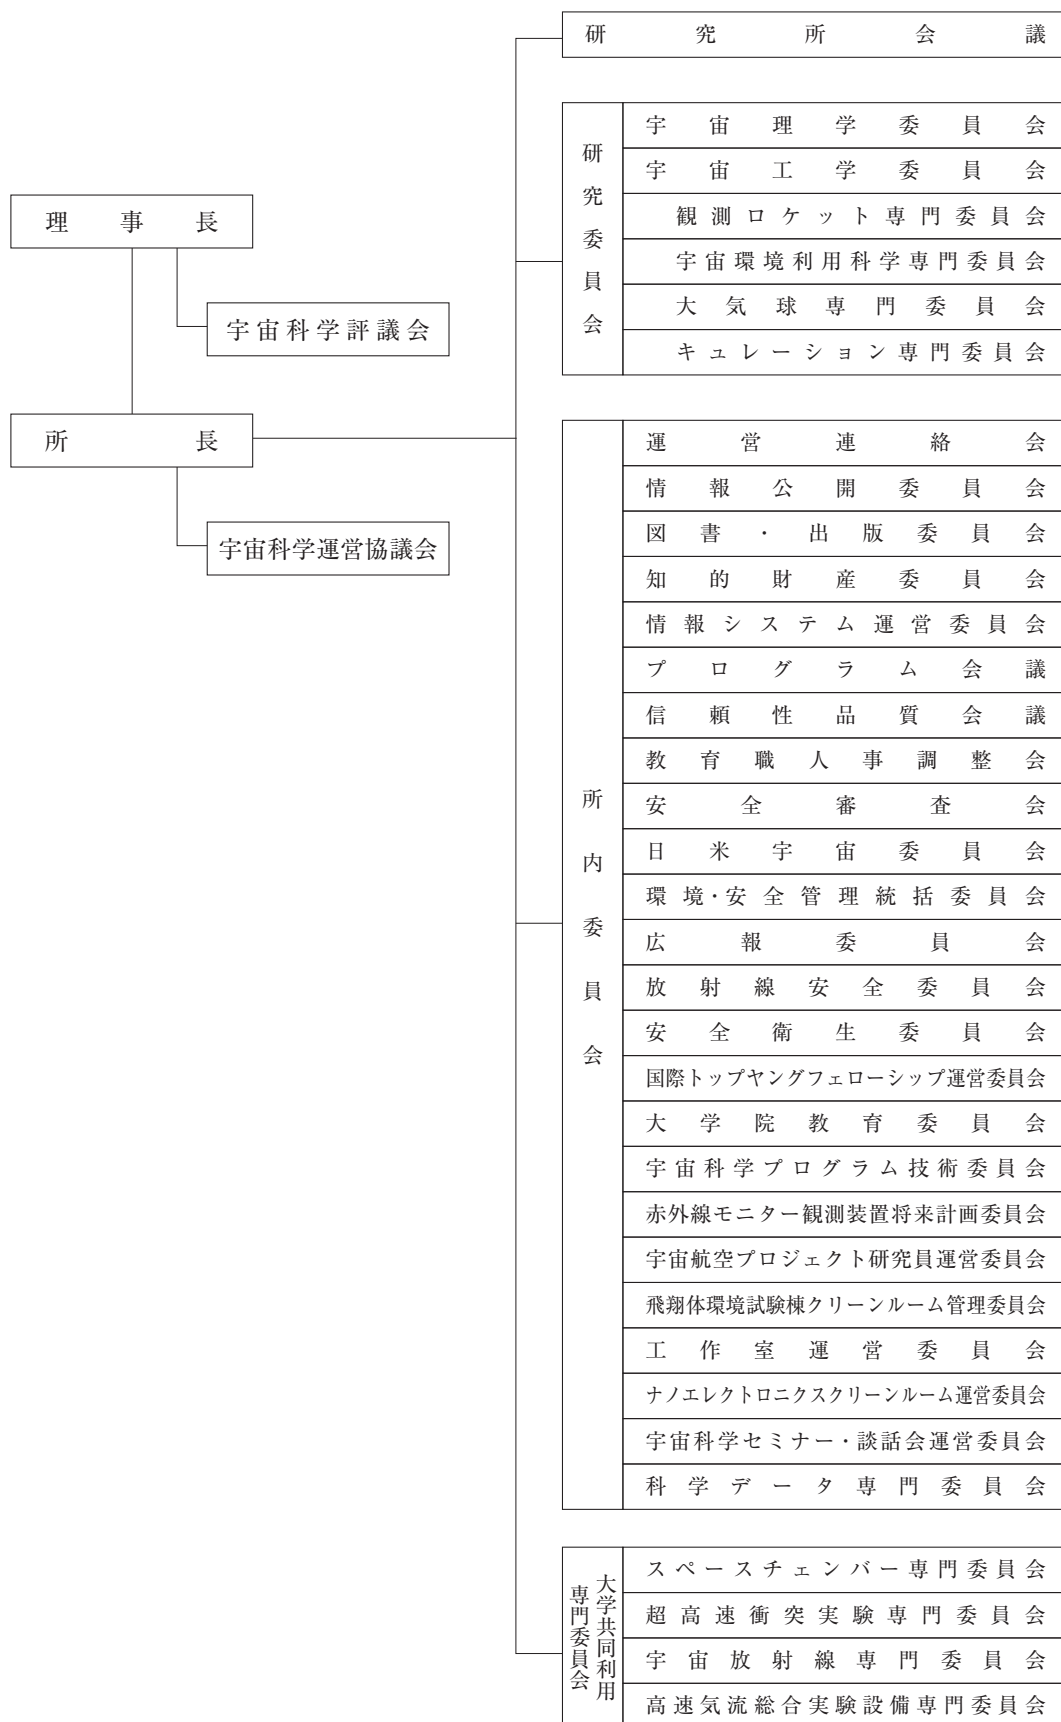 理事長
宇宙科学評議会
所長
宇宙科学運営協議会
研究所会議
研究委員会
宇宙理学委員会
宇宙工学委員会
観測ロケット専門委員会
宇宙環境利用科学専門委員会
大気球専門委員会
キュレーション専門委員会
所内委員会
運営連絡会
情報公開委員会
図書・出版委員会
知的財産委員会
情報システム運営委員会
プログラム会議
信頼性品質会議
教育職人事調整会
安全審査会
日米宇宙委員会
環境・安全管理統括委員会
広報委員会
放射線安全委員会
安全衛生委員会
国際トップヤングフェローシップ運営委員会
大学院教育委員会
宇宙科学プログラム技術委員会
赤外線モニター観測装置将来計画委員会
宇宙航空プロジェクト研究員運営委員会
飛翔体環境試験棟クリーンルーム管理委員会
工作室運営委員会
ナノエレクトロニクスクリーンルーム運営委員会
宇宙科学セミナー・談話会運営委員会
科学データ専門委員会
大学共同利用
専門委員会
スペースチェンバー専門委員会
超高速衝突実験専門委員会
宇宙放射線専門委員会
高速気流総合実験設備専門委員会